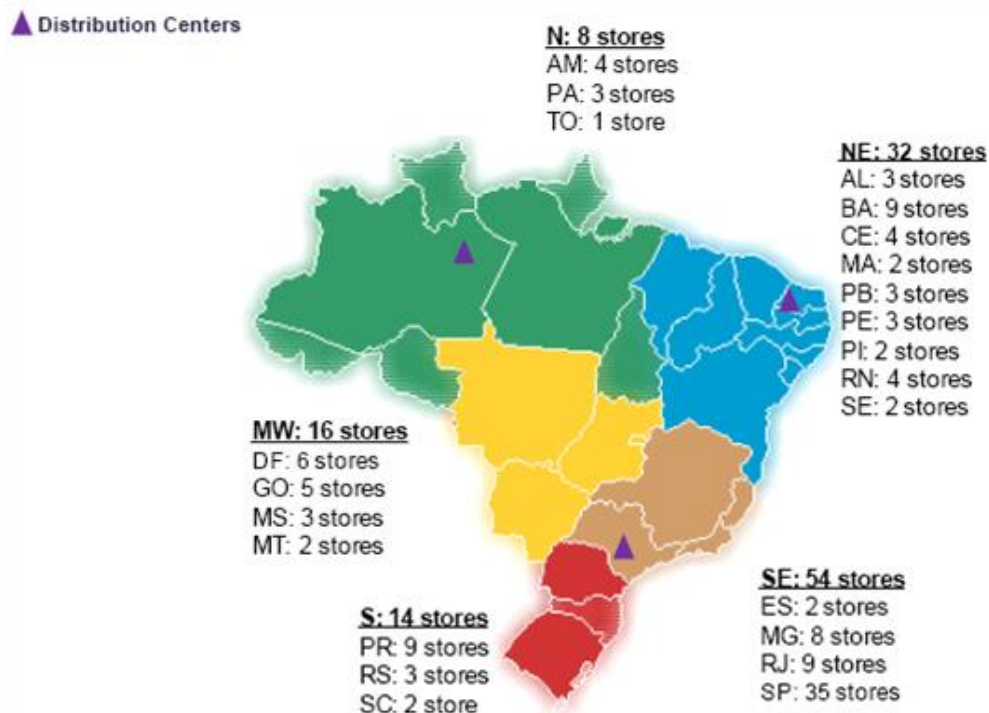 Distribution Centers
N: 8 stores
AM: 4 stores
PA: 3 stores
TO: 1 store
NE: 32 stores
AL: 3 stores
BA: 9 stores
CE: 4 stores
MA: 2 stores
PB: 3 stores
PE: 3 stores
PI: 2 stores
RN: 4 stores
SE: 2 stores
MW: 16 stores
DF: 6 stores
GO: 5 stores
MS: 3 stores
MT: 2 stores
SE: 54 stores
ES: 2 stores
MG: 8 stores
RJ: 9 stores
SP: 35 stores
S: 14 stores
PR: 9 stores
RS: 3 stores
SC: 2 store